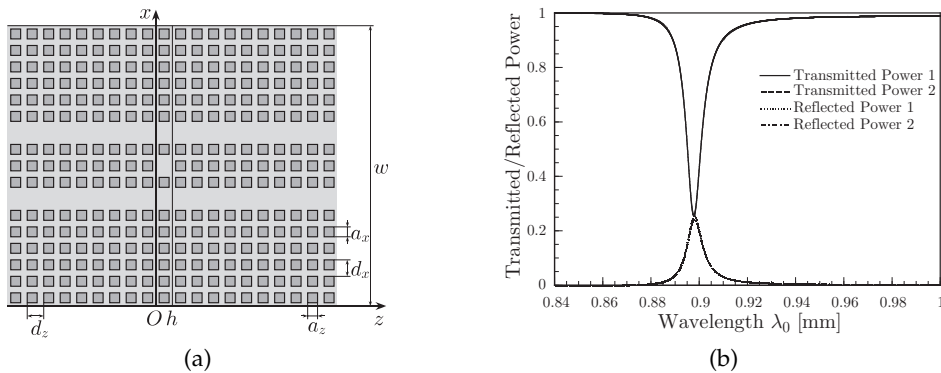 x
w
a_x
d_x
d_z
O h
a_z
z
(a)
Transmitted/Reflected Power
1
0.8
0.6
0.4
0.2
0
Transmitted Power 1
Transmitted Power 2
Reflected Power 1
Reflected Power 2
0.84 0.86 0.88 0.9 0.92 0.94 0.96 0.98 1
Wavelength λ₀ [mm]
(b)